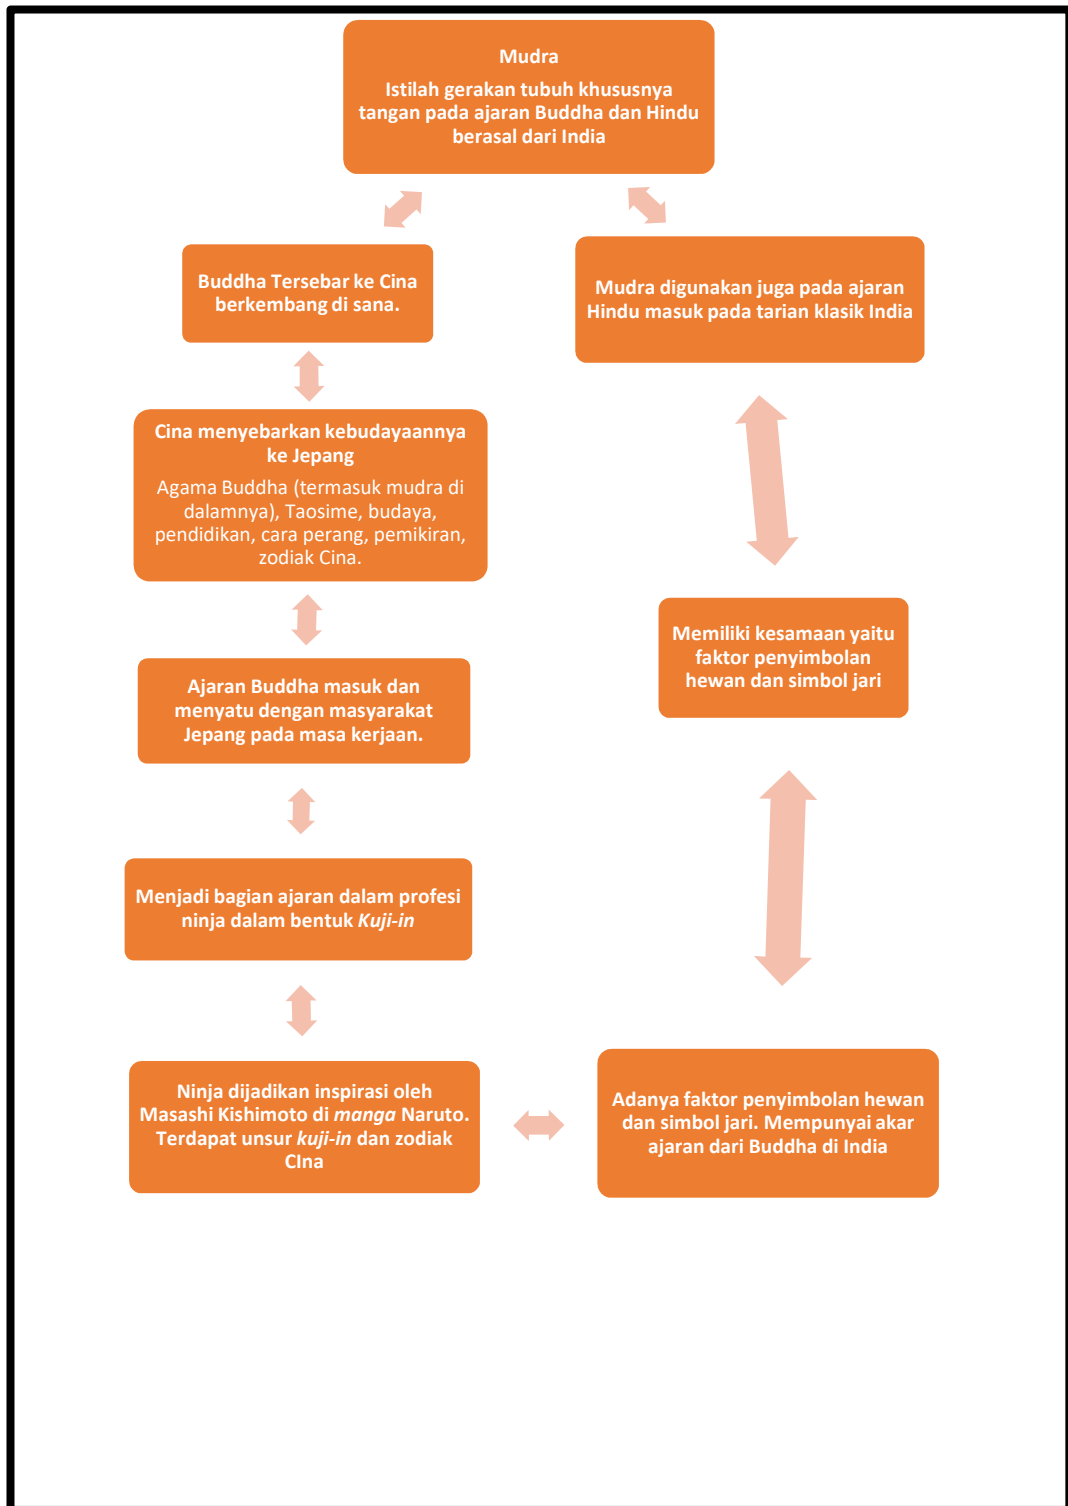 Mudra
Istilah gerakan tubuh khususnya
tangan pada ajaran Buddha dan Hindu
berasal dari India
Buddha Tersebar ke Cina
berkembang di sana.
Mudra digunakan juga pada ajaran
Hindu masuk pada tarian klasik India
Cina menyebarkan kebudayaannya
ke Jepang
Agama Buddha (termasuk mudra di
dalamnya), Taosime, budaya,
pendidikan, cara perang, pemikiran,
zodiak Cina.
Memiliki kesamaan yaitu
faktor penyimbolan
hewan dan simbol jari
Ajaran Buddha masuk dan
menyatu dengan masyarakat
Jepang pada masa kerjaan.
Menjadi bagian ajaran dalam profesi
ninja dalam bentuk Kuji-in
Ninja dijadikan inspirasi oleh
Masashi Kishimoto di manga Naruto.
Terdapat unsur kuji-in dan zodiak
CIna
Adanya faktor penyimbolan hewan
dan simbol jari. Mempunyai akar
ajaran dari Buddha di India